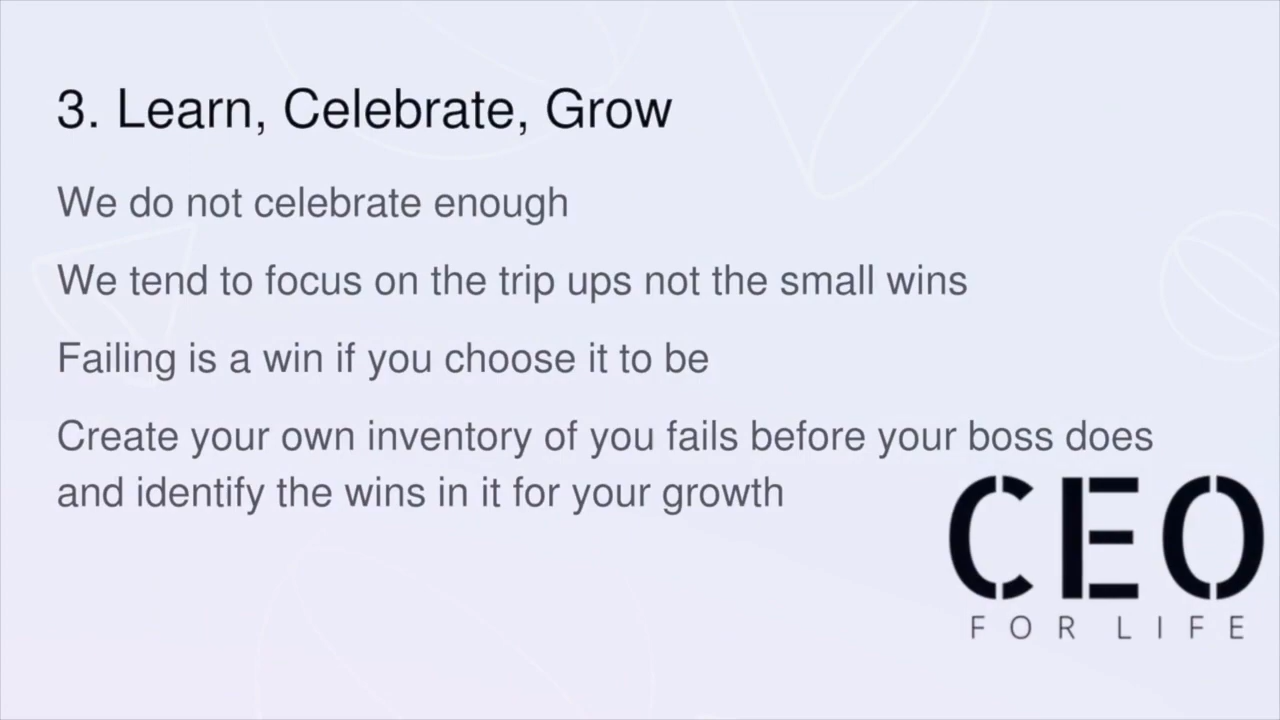 3. Learn, Celebrate, Grow
We do not celebrate enough
We tend to focus on the trip ups not the small wins
Failing is a win if you choose it to be
Create your own inventory of you fails before your boss does
and identify the wins in it for your growth
CEO
FOR LIFE